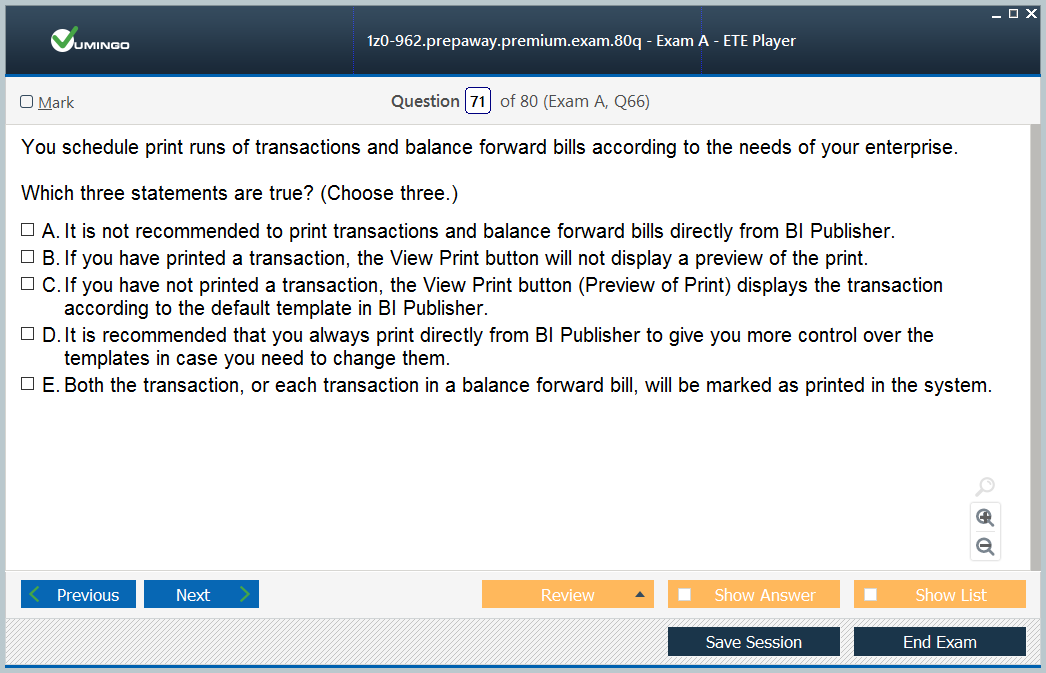 VUMINGO
1z0-962.prepaway.premium.exam.80q - Exam A - ETE Player
Mark
Question 71 of 80 (Exam A, Q66)
You schedule print runs of transactions and balance forward bills according to the needs of your enterprise.
Which three statements are true? (Choose three.)
A. It is not recommended to print transactions and balance forward bills directly from BI Publisher.
B. If you have printed a transaction, the View Print button will not display a preview of the print.
C. If you have not printed a transaction, the View Print button (Preview of Print) displays the transaction
according to the default template in BI Publisher.
D. It is recommended that you always print directly from BI Publisher to give you more control over the
templates in case you need to change them.
E. Both the transaction, or each transaction in a balance forward bill, will be marked as printed in the system.
Previous
Next
Review
Show Answer
Show List
Save Session
End Exam